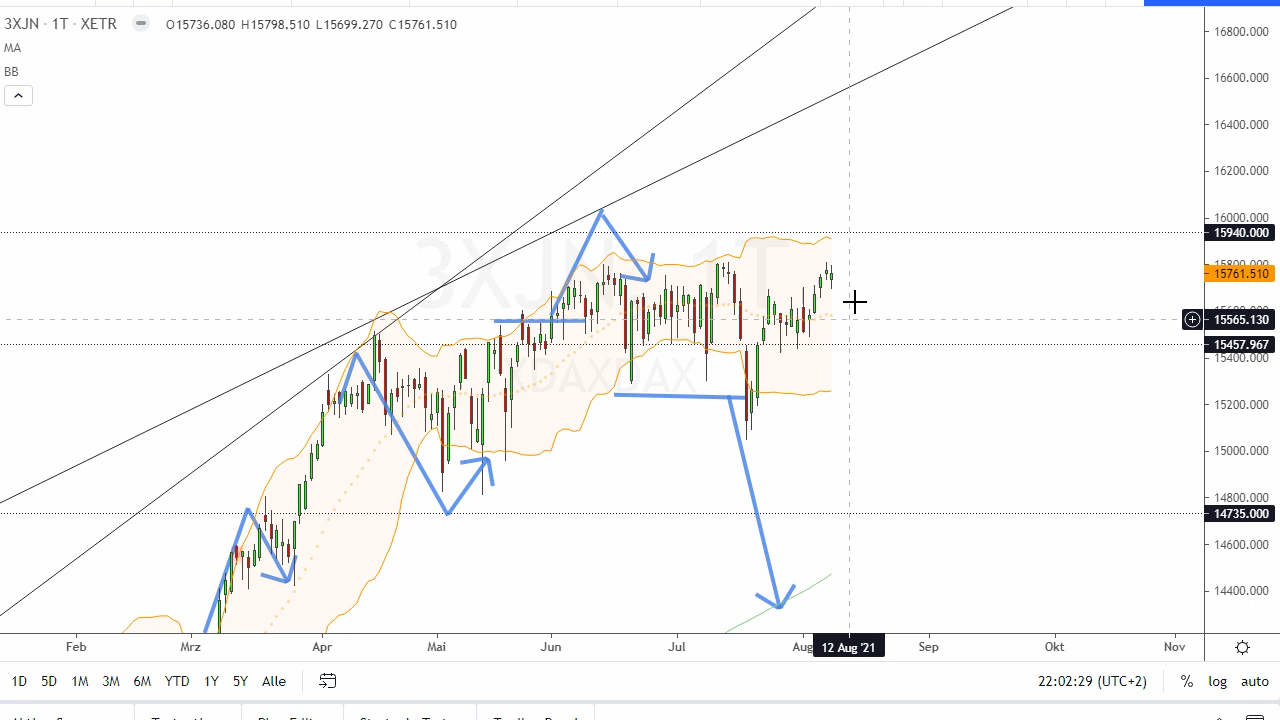 3XJN · 1T · XETR O15736.080 H15798.510 L15699.270 C15761.510
MA
BB
16800.000
16600.000
16400.000
16200.000
16000.000
15940.000
15761.510
15565.130
15457.967
15400.000
15200.000
15000.000
14800.000
14735.000
14600.000
14400.000
3XJN · 1T
DAXDAX
Feb Mrz Apr Mai Jun Jul Aug 12 Aug '21 Sep Okt Nov
1D 5D 1M 3M 6M YTD 1Y 5Y Alle 22:02:29 (UTC+2) % log auto